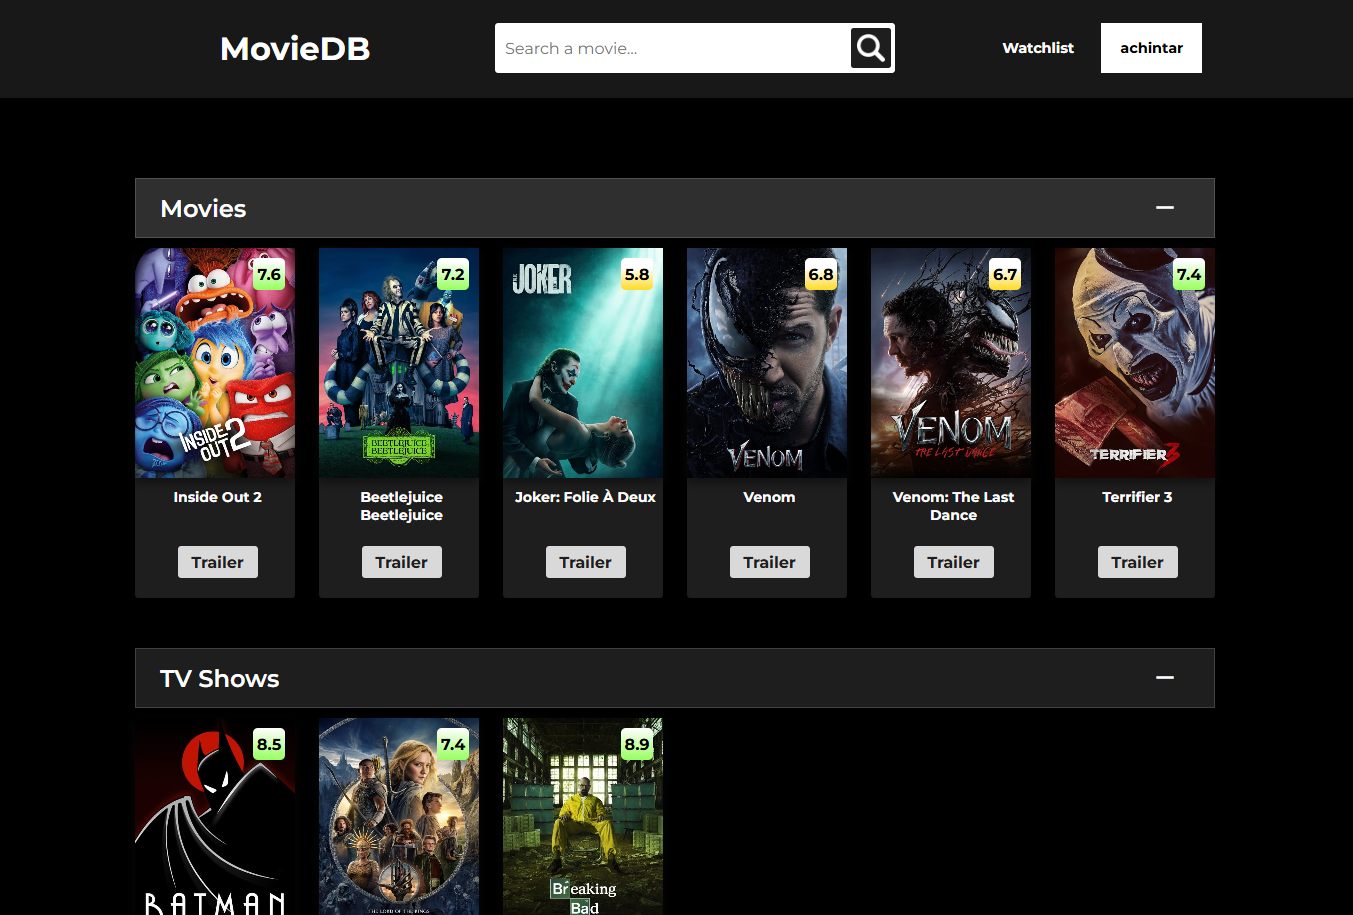 MovieDB
Search a movie...
Watchlist
achintar
Movies
7.6
7.2
5.8
6.8
6.7
7.4
INSIDE
OUT 2
BEETLEJUICE
BEETLEJUICE
JOKER
VENOM
VENOM
THE LAST DANCE
TERRIFIER 3
Inside Out 2
Beetlejuice
Beetlejuice
Joker: Folie À Deux
Venom
Venom: The Last
Dance
Terrifier 3
Trailer
Trailer
Trailer
Trailer
Trailer
Trailer
TV Shows
8.5
7.4
8.9
BATMAN
THE LORD OF THE RINGS
Breaking
Bad